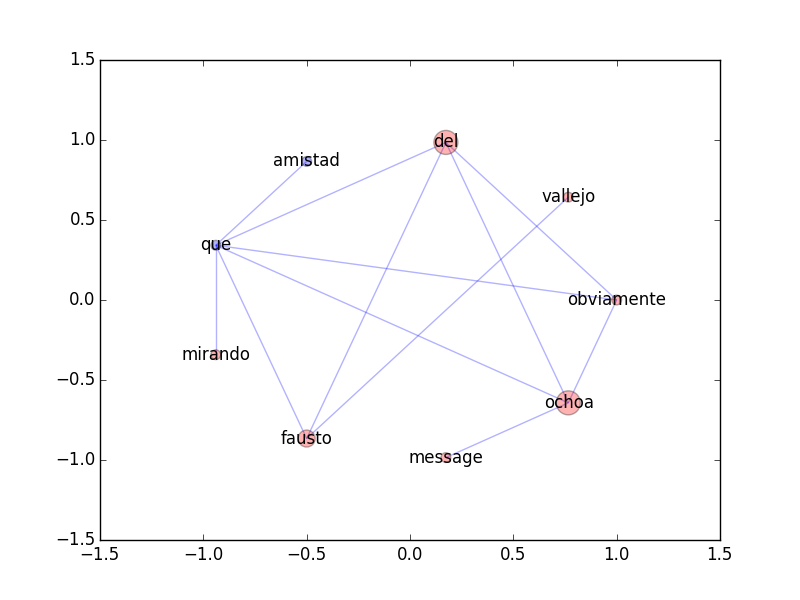 1.5
del
amistad
1.0
vallejo
0.5
que
obviamente
0.0
mirando
−0.5
ochoa
fausto
message
−1.0
−1.5
−1.5 −1.0 −0.5 0.0 0.5 1.0 1.5